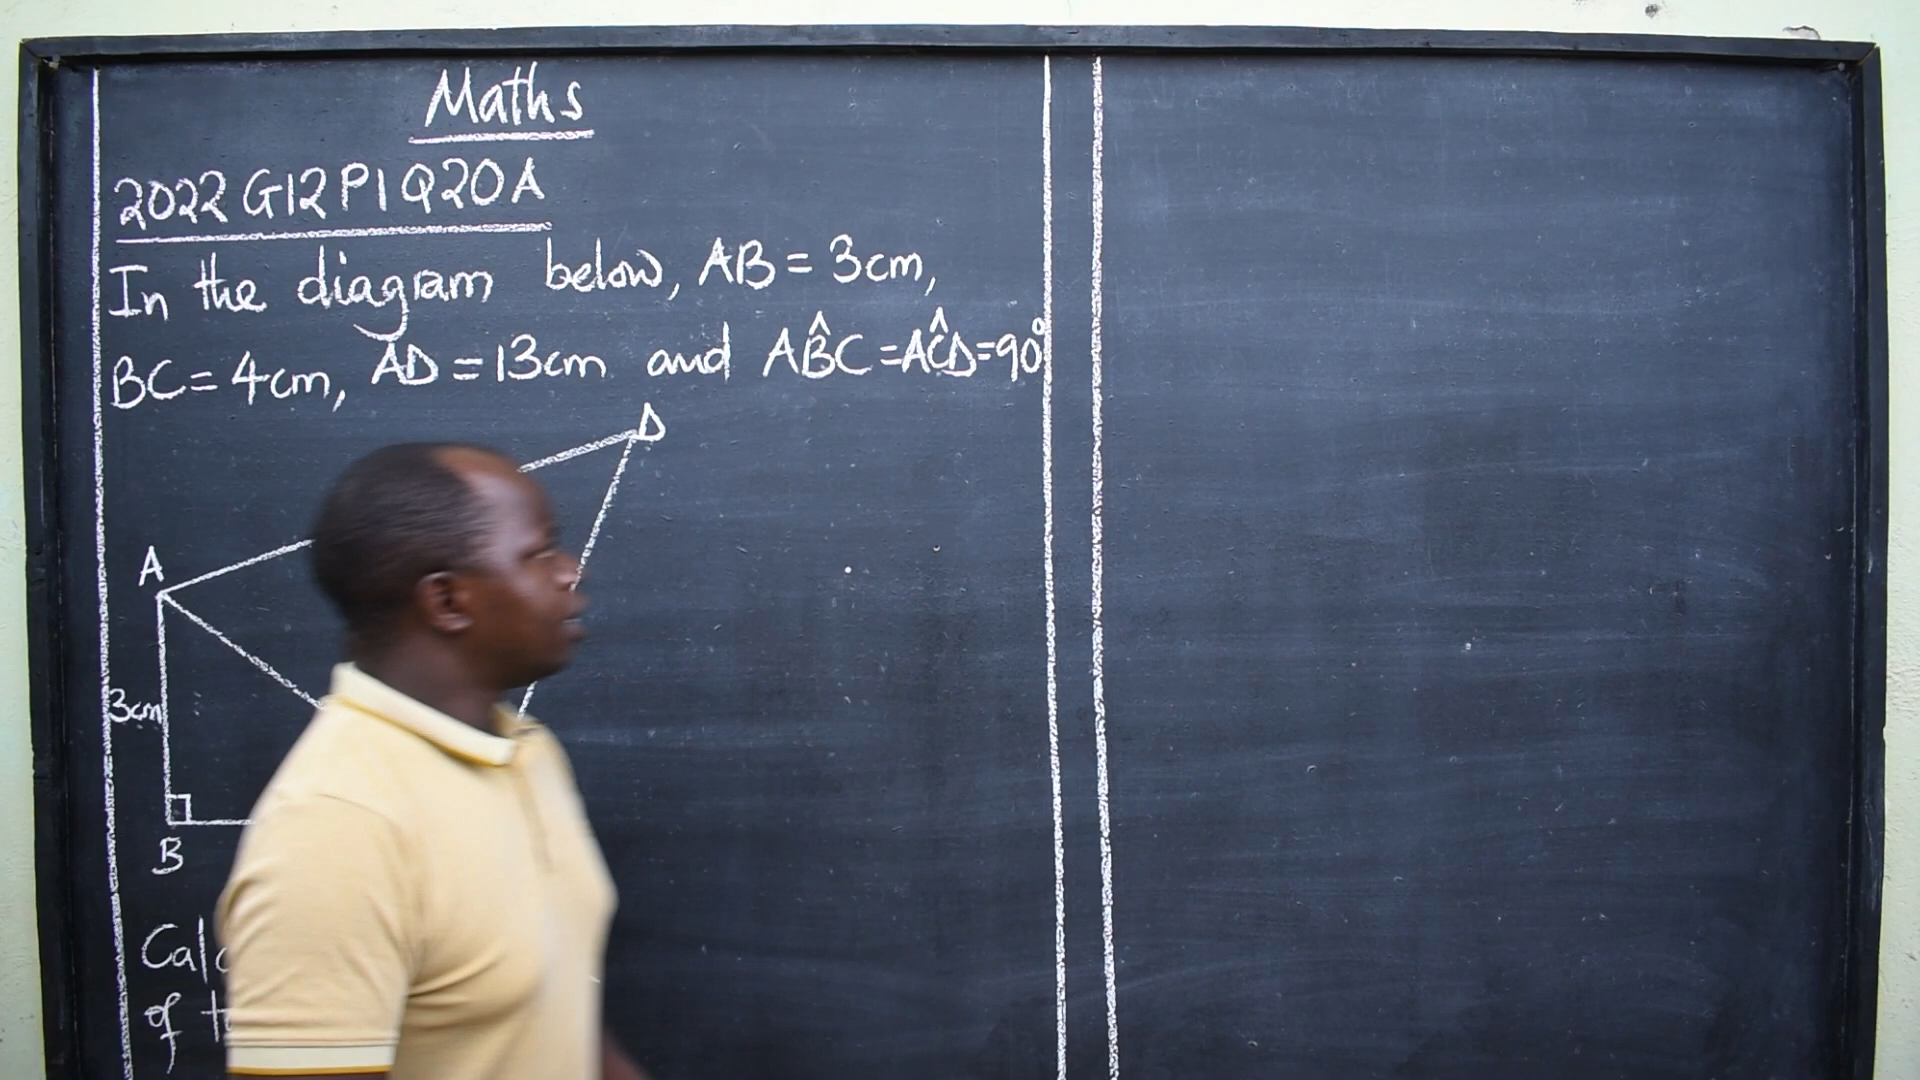 Maths
2022 G12 P1 Q20A
In the diagram below, AB = 3cm,
BC = 4cm, AD = 13cm and AB̂C = AĈD = 90°
D
A
3cm
B
of